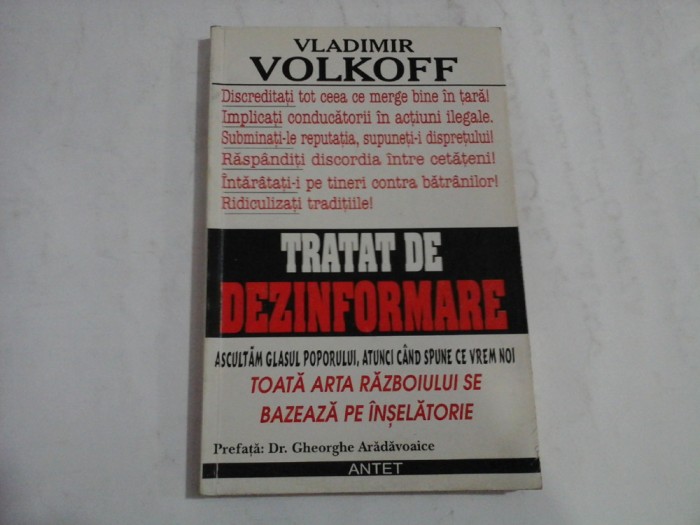 VLADIMIR
VOLKOFF
Discreditați tot ceea ce merge bine în țară!
Implicați conducătorii în acțiuni ilegale.
Subminați-le reputația, supuneți-i disprețului!
Răspândiți discordia între cetățeni!
Întărâtați-i pe tineri contra bătrânilor!
Ridiculizați tradițiile!
TRATAT DE
DEZINFORMARE
ASCULTĂM GLASUL POPORULUI, ATUNCI CÂND SPUNE CE VREM NOI
TOATĂ ARTA RĂZBOIULUI SE
BAZEAZĂ PE ÎNȘELĂTORIE
Prefață: Dr. Gheorghe Arădăvoaice
ANTET